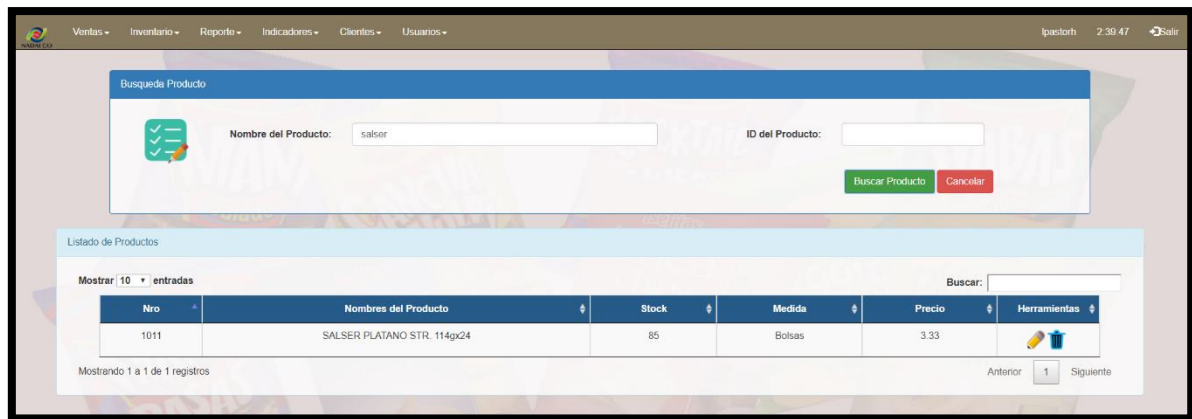 Ventas Inventario Reporte Indicadores Clientes Usuarios lpastorh 2:39:47 Salir
NADALCO
Busqueda Producto
Nombre del Producto: salser ID del Producto:
Buscar Producto Cancelar
Listado de Productos
Mostrar 10 entradas Buscar:
Nro Nombres del Producto Stock Medida Precio Herramientas
1011 SALSER PLATANO STR. 114gx24 85 Bolsas 3.33
Mostrando 1 a 1 de 1 registros Anterior 1 Siguiente